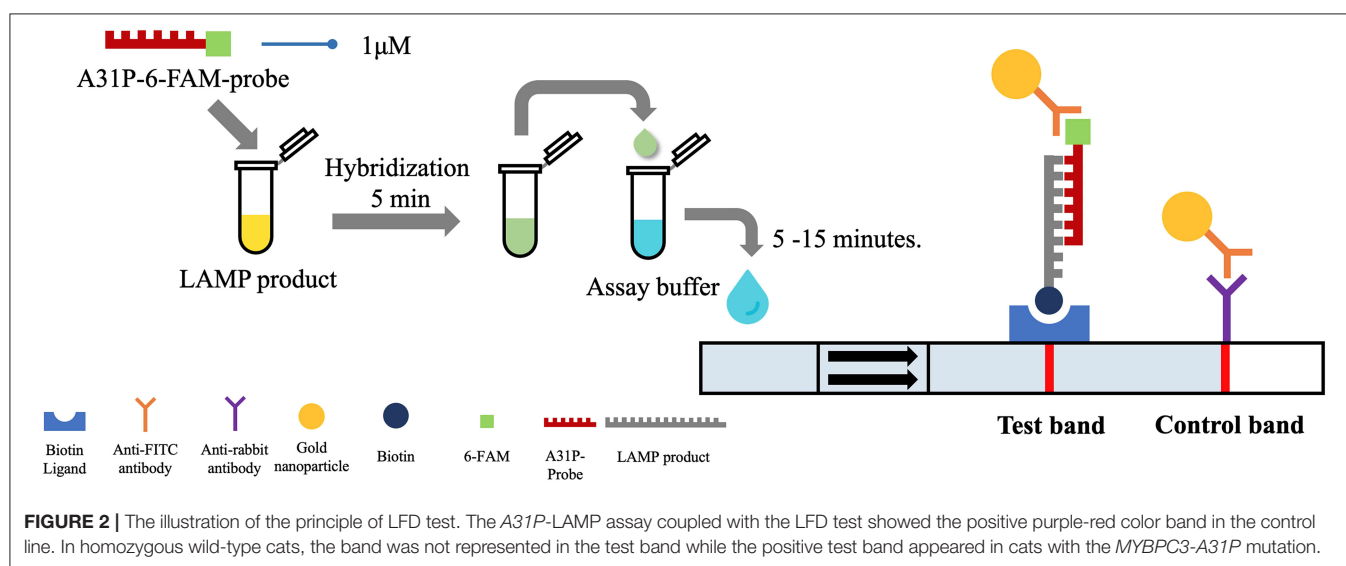 1μM
A31P-6-FAM-probe
Hybridization
5 min
LAMP product
Assay buffer
5 -15 minutes.
Test band
Control band
Biotin
Ligand
Anti-FITC
antibody
Anti-rabbit
antibody
Gold
nanoparticle
Biotin
6-FAM
A31P-
Probe
LAMP product
FIGURE 2 | The illustration of the principle of LFD test. The A31P-LAMP assay coupled with the LFD test showed the positive purple-red color band in the control
line. In homozygous wild-type cats, the band was not represented in the test band while the positive test band appeared in cats with the MYBPC3-A31P mutation.